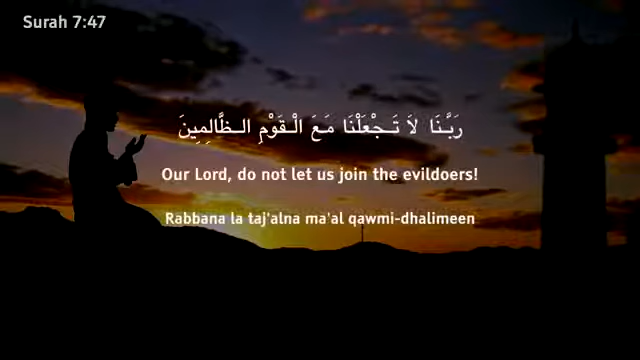 Surah 7:47
رَبَّنَا لاَ تَجْعَلْنَا مَعَ الْقَوْمِ الظَّالِمِينَ
Our Lord, do not let us join the evildoers!
Rabbana la taj'alna ma'al qawmi-dhalimeen